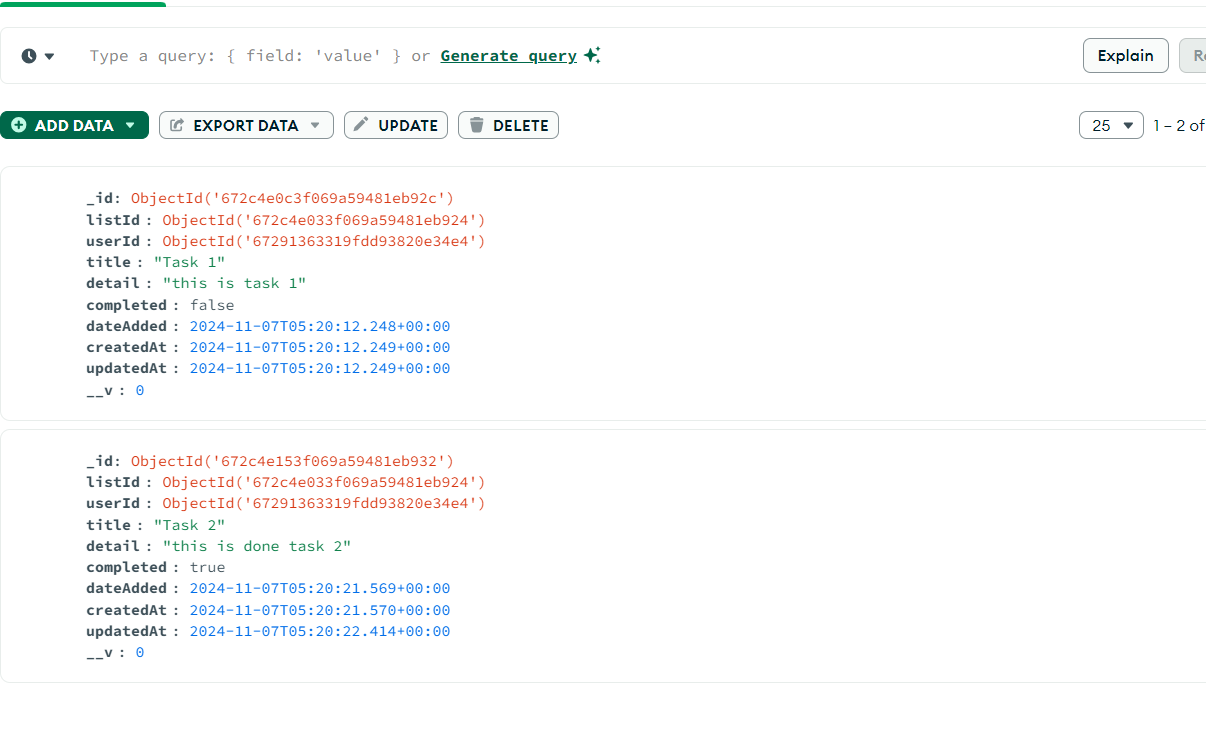 Type a query: { field: 'value' } or Generate query
Explain
ADD DATA
EXPORT DATA
UPDATE
DELETE
25
1 – 2 of
_id: ObjectId('672c4e0c3f069a59481eb92c')
listId : ObjectId('672c4e033f069a59481eb924')
userId : ObjectId('67291363319fdd93820e34e4')
title : "Task 1"
detail : "this is task 1"
completed : false
dateAdded : 2024-11-07T05:20:12.248+00:00
createdAt : 2024-11-07T05:20:12.249+00:00
updatedAt : 2024-11-07T05:20:12.249+00:00
__v : 0
_id: ObjectId('672c4e153f069a59481eb932')
listId : ObjectId('672c4e033f069a59481eb924')
userId : ObjectId('67291363319fdd93820e34e4')
title : "Task 2"
detail : "this is done task 2"
completed : true
dateAdded : 2024-11-07T05:20:21.569+00:00
createdAt : 2024-11-07T05:20:21.570+00:00
updatedAt : 2024-11-07T05:20:22.414+00:00
__v : 0